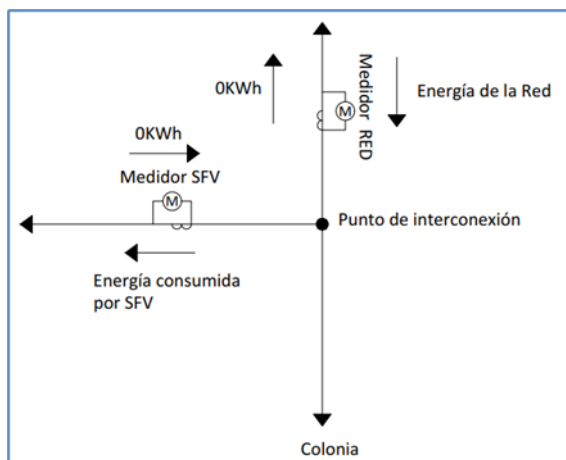 0KWh
Medidor
RED
M
Energía de la Red
0KWh
Medidor SFV
M
Punto de interconexión
Energía consumida
por SFV
Colonia